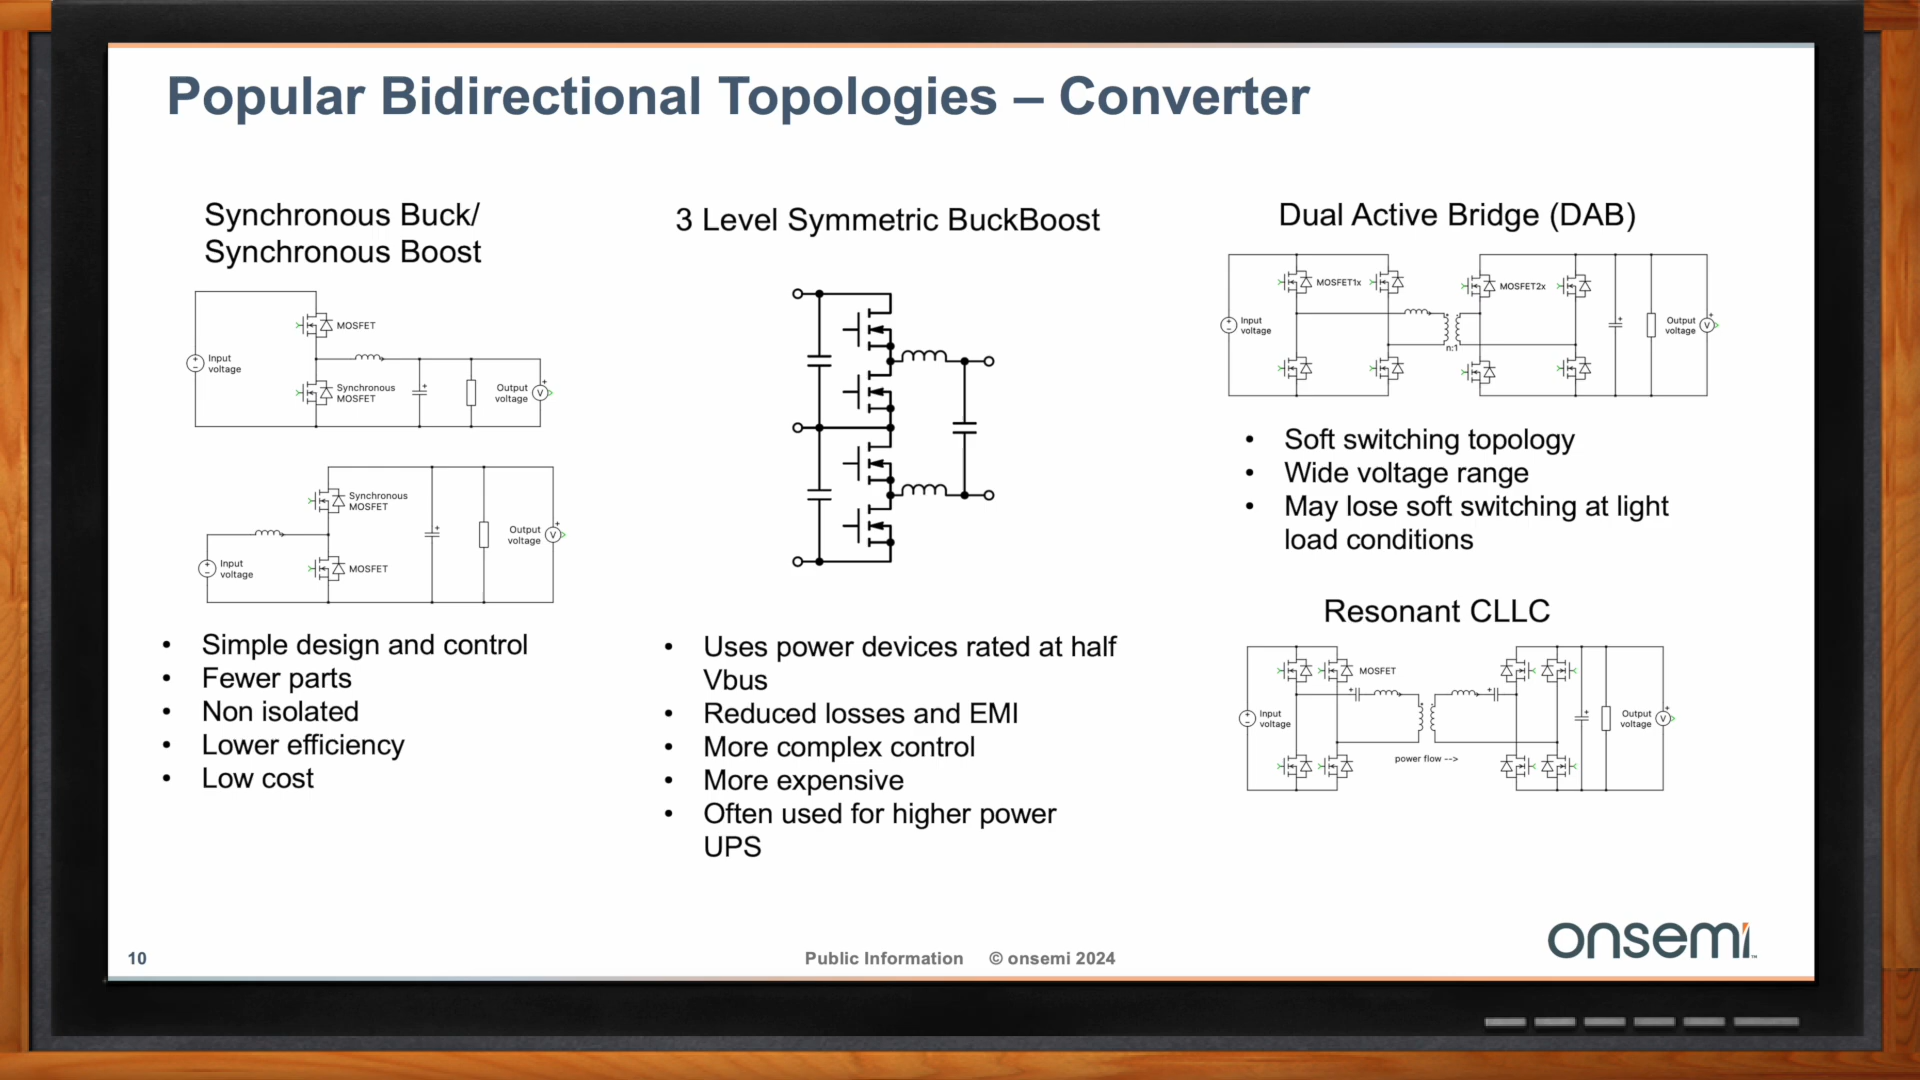 Popular Bidirectional Topologies – Converter
Synchronous Buck/
Synchronous Boost
MOSFET
Input
voltage
Synchronous
MOSFET
Output
voltage
V
Synchronous
MOSFET
Output
voltage
V
Input
voltage
MOSFET
• Simple design and control
• Fewer parts
• Non isolated
• Lower efficiency
• Low cost
3 Level Symmetric BuckBoost
• Uses power devices rated at half
Vbus
• Reduced losses and EMI
• More complex control
• More expensive
• Often used for higher power
UPS
Dual Active Bridge (DAB)
MOSFET1x
MOSFET2x
Input
voltage
n:1
Output
voltage
V
• Soft switching topology
• Wide voltage range
• May lose soft switching at light
load conditions
Resonant CLLC
MOSFET
Input
voltage
Output
voltage
V
power flow -->
10
Public Information © onsemi 2024
onsemi™